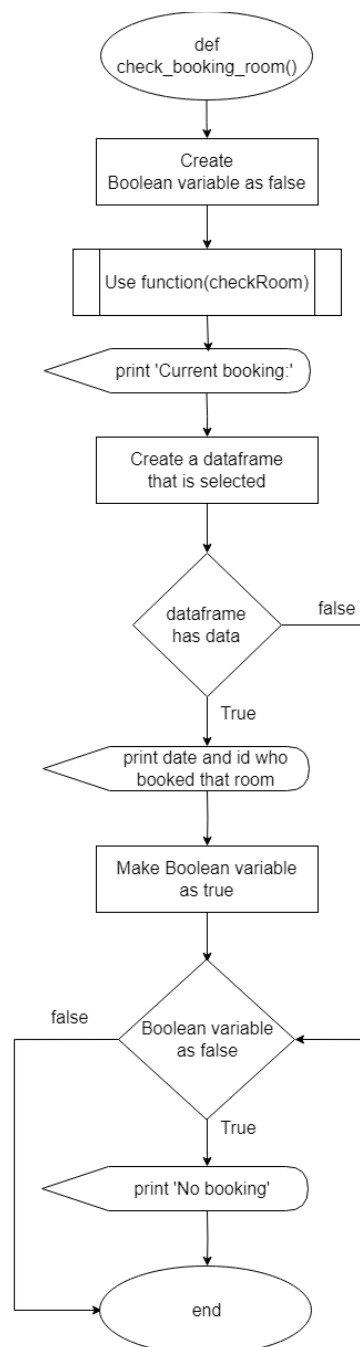 def
check_booking_room()
Create
Boolean variable as false
Use function(checkRoom)
print 'Current booking:'
Create a dataframe
that is selected
dataframe
has data
false
True
print date and id who
booked that room
Make Boolean variable
as true
false
Boolean variable
as false
True
print 'No booking'
end